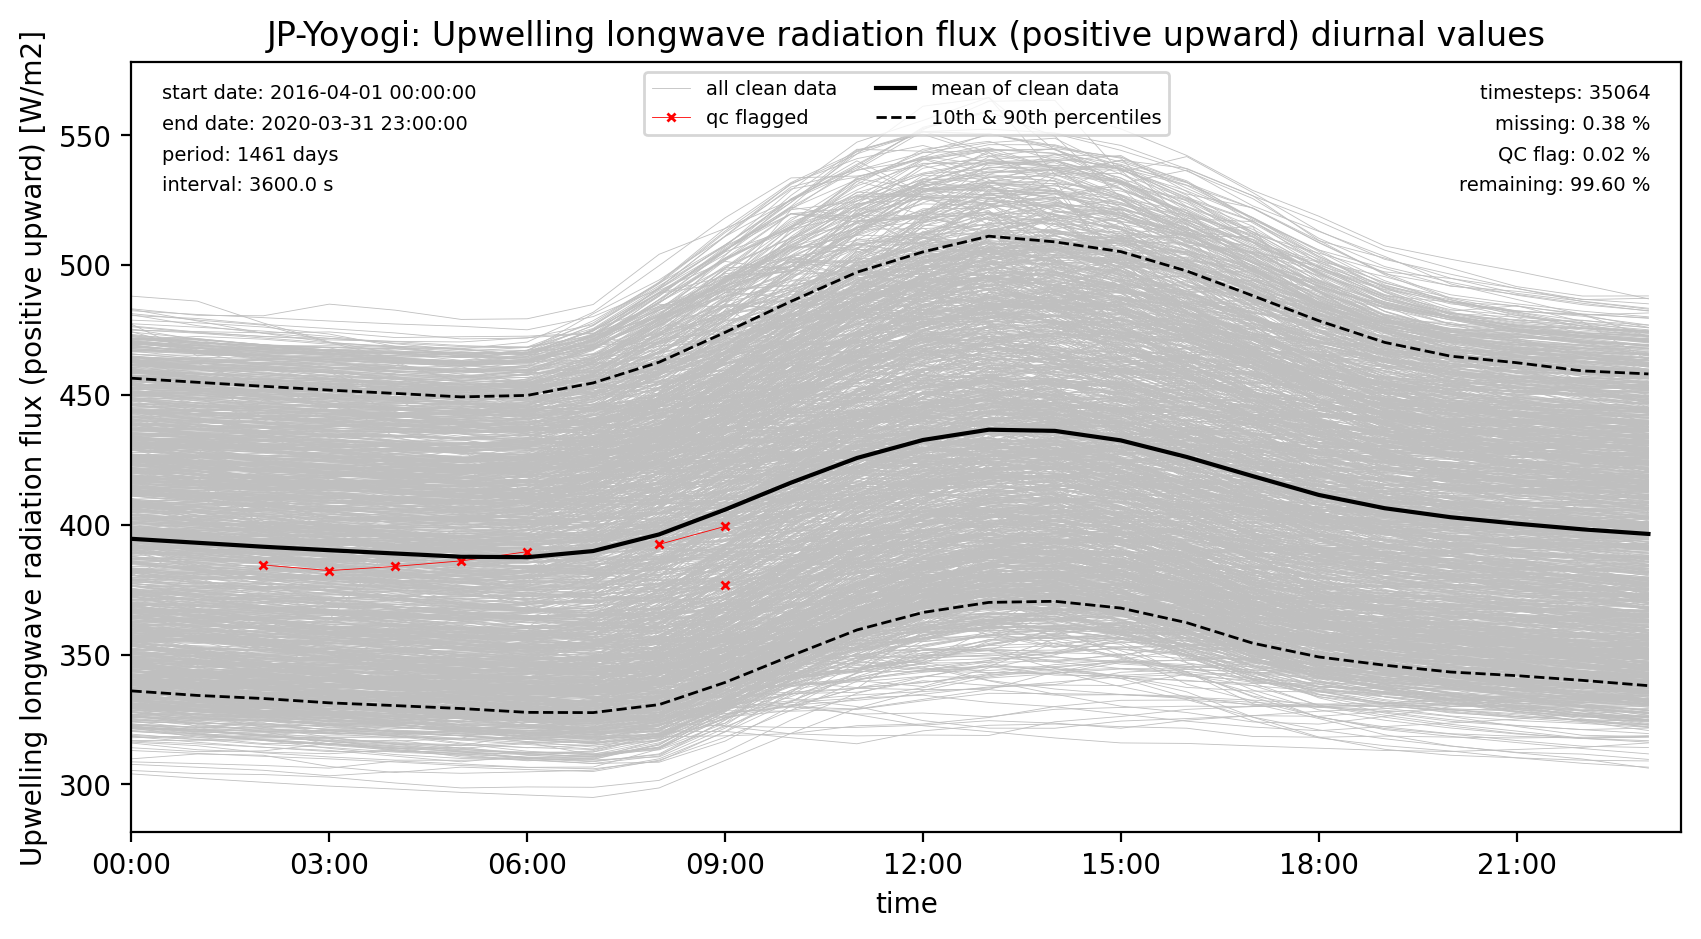 JP-Yoyogi: Upwelling longwave radiation flux (positive upward) diurnal values
start date: 2016-04-01 00:00:00
end date: 2020-03-31 23:00:00
period: 1461 days
interval: 3600.0 s
all clean data
qc flagged
mean of clean data
10th & 90th percentiles
timesteps: 35064
missing: 0.38 %
QC flag: 0.02 %
remaining: 99.60 %
Upwelling longwave radiation flux (positive upward) [W/m2]
550
500
450
400
350
300
00:00 03:00 06:00 09:00 12:00 15:00 18:00 21:00
time